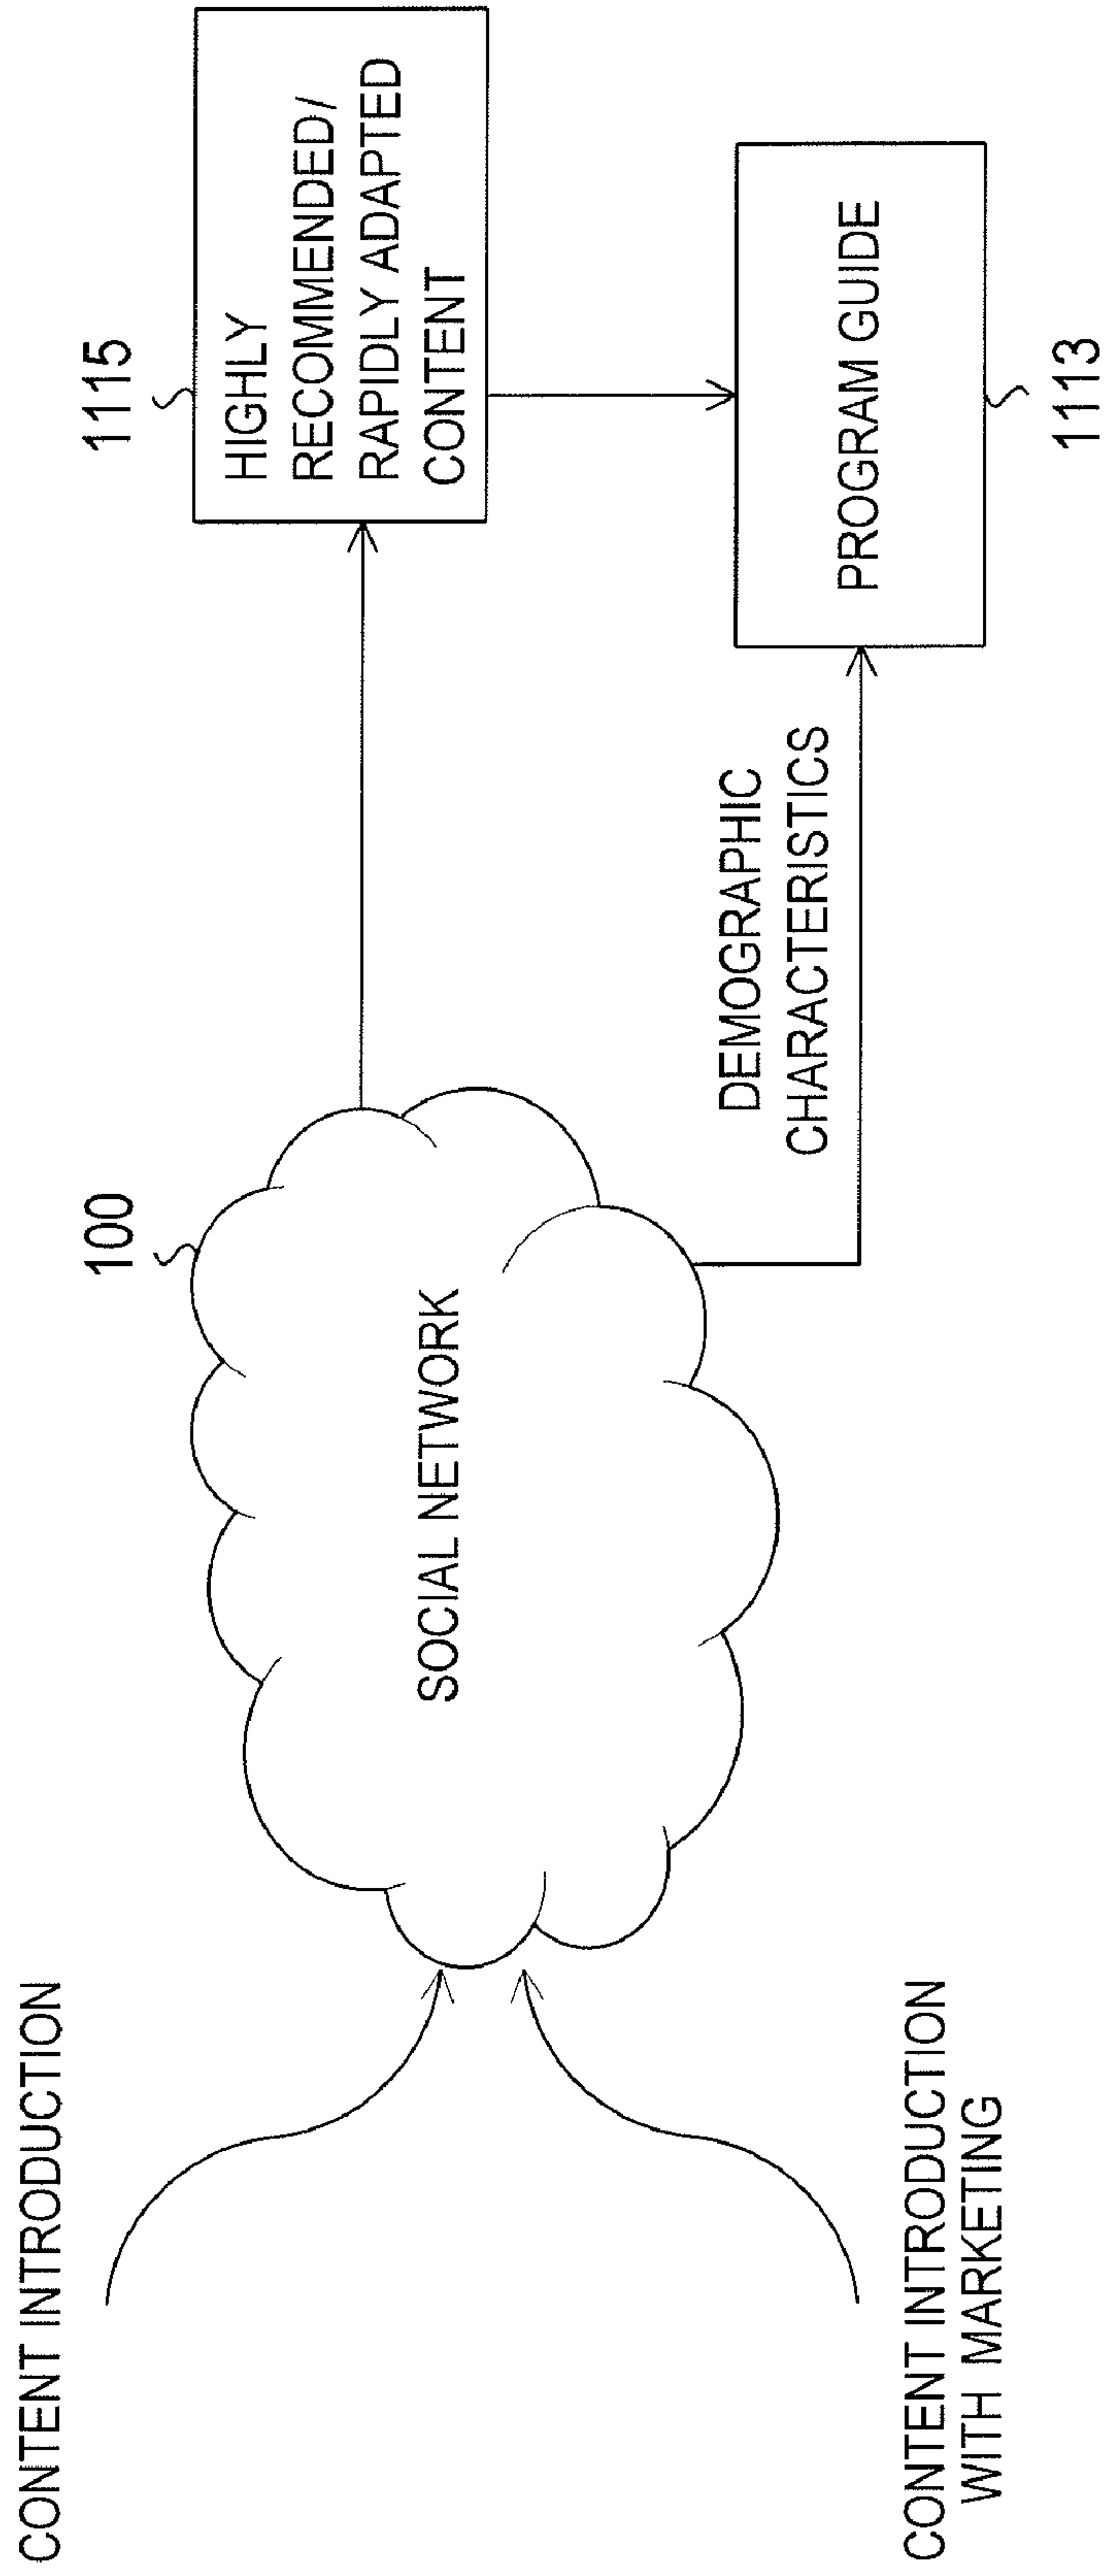 CONTENT INTRODUCTION
CONTENT INTRODUCTION
WITH MARKETING
100
SOCIAL NETWORK
DEMOGRAPHIC
CHARACTERISTICS
1115
HIGHLY
RECOMMENDED/
RAPIDLY ADAPTED
CONTENT
PROGRAM GUIDE
1113